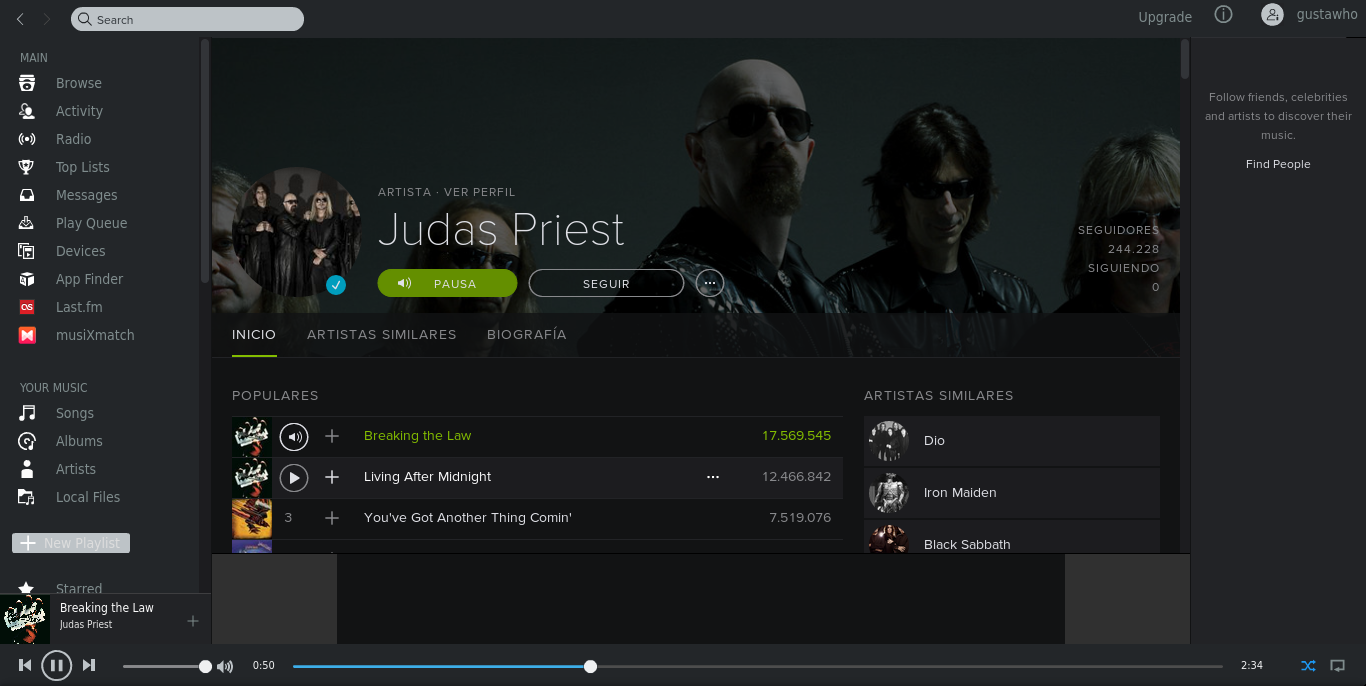 Search
Upgrade
gustawho
MAIN
Browse
Activity
Radio
Top Lists
Messages
Play Queue
Devices
App Finder
Last.fm
musiXmatch
YOUR MUSIC
Songs
Albums
Artists
Local Files
New Playlist
Starred
Breaking the Law
Judas Priest
ARTISTA · VER PERFIL
Judas Priest
PAUSA
SEGUIR
SEGUIDORES
244.228
SIGUIENDO
0
INICIO ARTISTAS SIMILARES BIOGRAFÍA
POPULARES
Breaking the Law 17.569.545
Living After Midnight 12.466.842
3 You've Got Another Thing Comin' 7.519.076
ARTISTAS SIMILARES
Dio
Iron Maiden
Black Sabbath
Follow friends, celebrities
and artists to discover their
music.
Find People
0:50
2:34